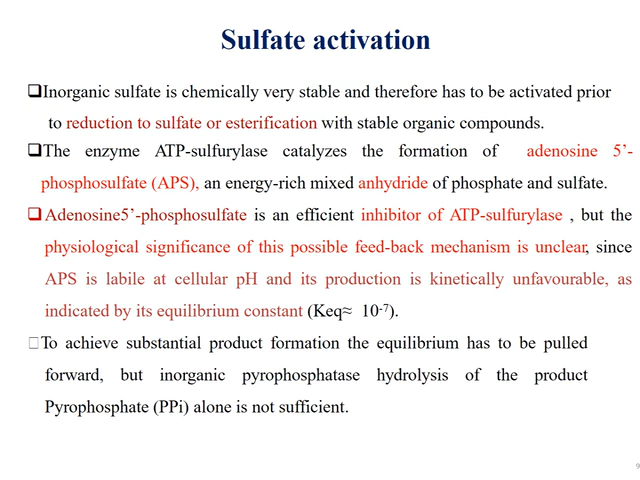 Sulfate activation
❑Inorganic sulfate is chemically very stable and therefore has to be activated prior
to reduction to sulfate or esterification with stable organic compounds.
❑The enzyme ATP-sulfurylase catalyzes the formation of adenosine 5’-
phosphosulfate (APS), an energy-rich mixed anhydride of phosphate and sulfate.
❑Adenosine5’-phosphosulfate is an efficient inhibitor of ATP-sulfurylase , but the
physiological significance of this possible feed-back mechanism is unclear, since
APS is labile at cellular pH and its production is kinetically unfavourable, as
indicated by its equilibrium constant (Keq≈ 10⁻⁷).
□To achieve substantial product formation the equilibrium has to be pulled
forward, but inorganic pyrophosphatase hydrolysis of the product
Pyrophosphate (PPi) alone is not sufficient.
9